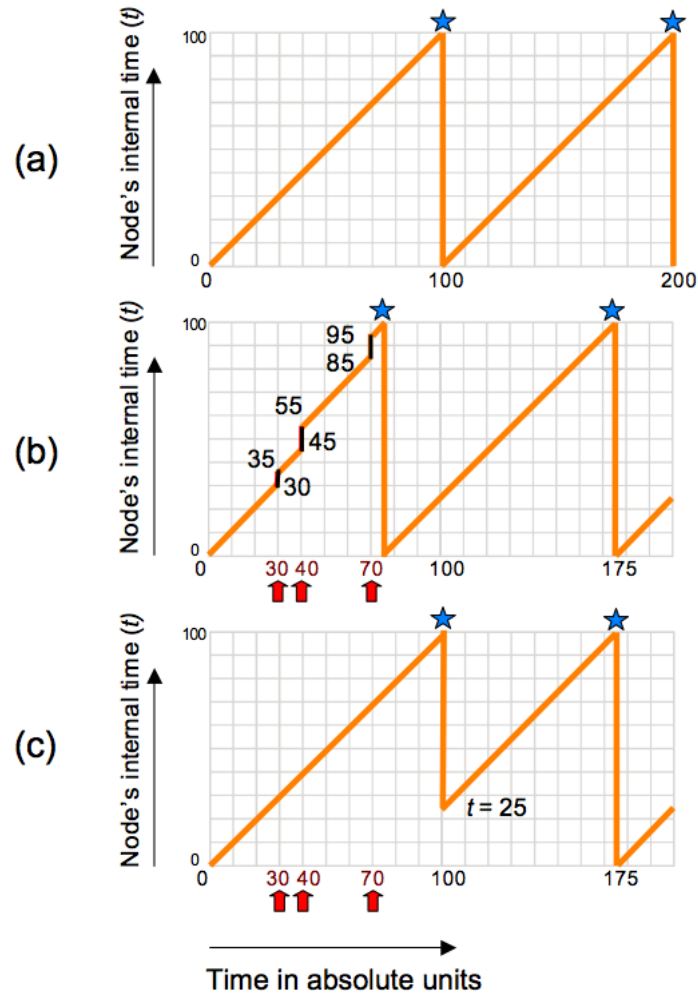 (a)
Node's internal time (t)
100
0
0 100 200
(b)
Node's internal time (t)
100
95
85
55
45
35
30
0
0 30 40 70 100 175
(c)
Node's internal time (t)
100
t = 25
0
0 30 40 70 100 175
Time in absolute units